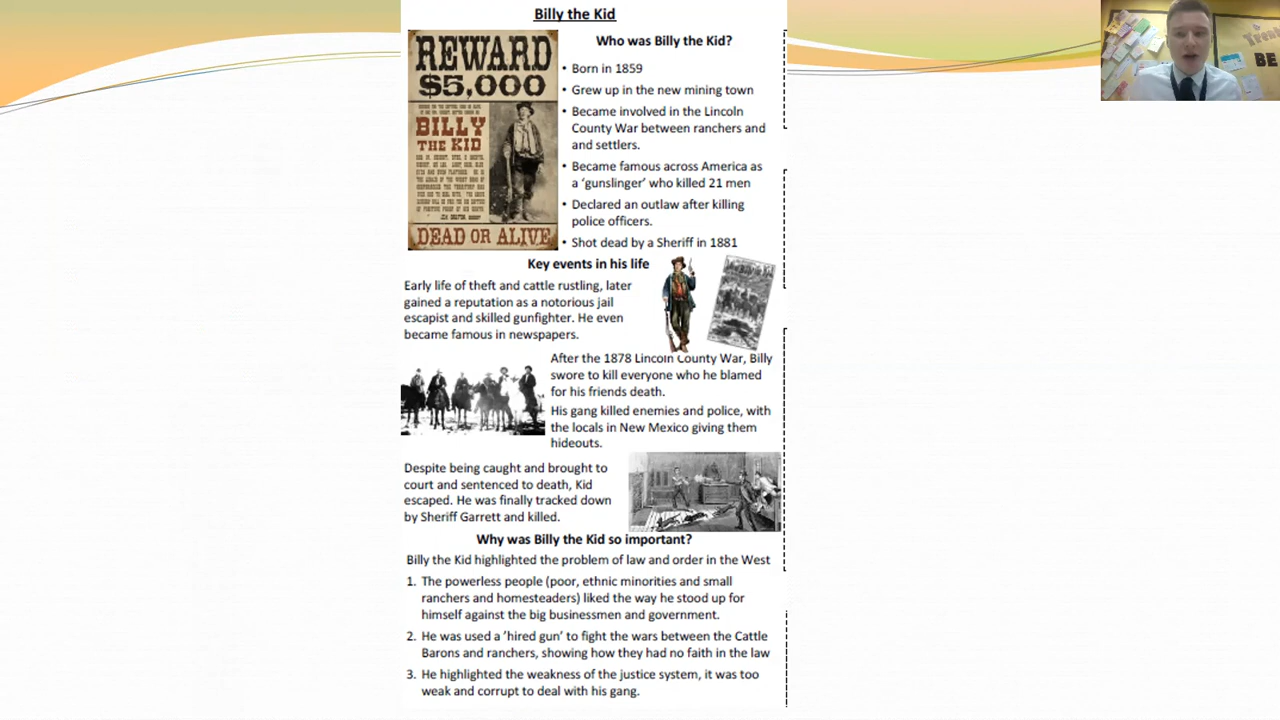 Billy the Kid
REWARD
$5,000
BILLY
THE KID
DEAD OR ALIVE
Who was Billy the Kid?
• Born in 1859
• Grew up in the new mining town
• Became involved in the Lincoln
County War between ranchers and
and settlers.
• Became famous across America as
a 'gunslinger' who killed 21 men
• Declared an outlaw after killing
police officers.
• Shot dead by a Sheriff in 1881
Key events in his life
Early life of theft and cattle rustling, later
gained a reputation as a notorious jail
escapist and skilled gunfighter. He even
became famous in newspapers.
After the 1878 Lincoln County War, Billy
swore to kill everyone who he blamed
for his friends death.
His gang killed enemies and police, with
the locals in New Mexico giving them
hideouts.
Despite being caught and brought to
court and sentenced to death, Kid
escaped. He was finally tracked down
by Sheriff Garrett and killed.
Why was Billy the Kid so important?
Billy the Kid highlighted the problem of law and order in the West
1. The powerless people (poor, ethnic minorities and small
ranchers and homesteaders) liked the way he stood up for
himself against the big businessmen and government.
2. He was used a 'hired gun' to fight the wars between the Cattle
Barons and ranchers, showing how they had no faith in the law
3. He highlighted the weakness of the justice system, it was too
weak and corrupt to deal with his gang.
BE